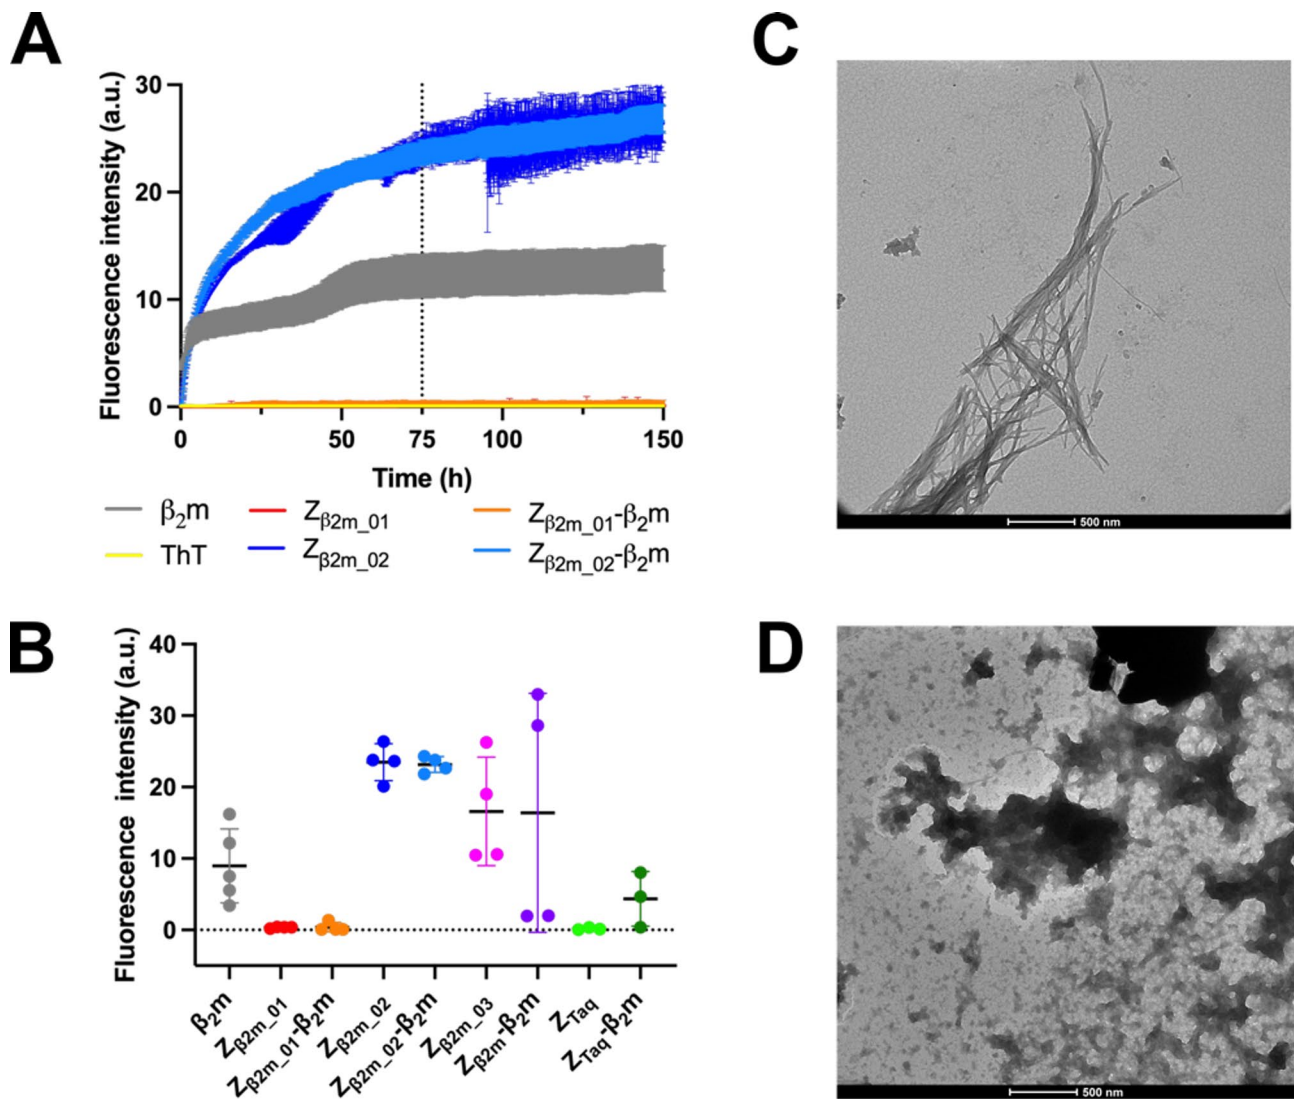 A
Fluorescence intensity (a.u.)
30
20
10
0
0 50 75 100 150
Time (h)
β2m Zβ2m_01 Zβ2m_01-β2m
ThT Zβ2m_02 Zβ2m_02-β2m
B
Fluorescence intensity (a.u.)
40
30
20
10
0
β2m
Zβ2m_01
Zβ2m_01-β2m
Zβ2m_02
Zβ2m_02-β2m
Zβ2m_03
Zβ2m-β2m
ZTaq
ZTaq-β2m
C
500 nm
D
500 nm